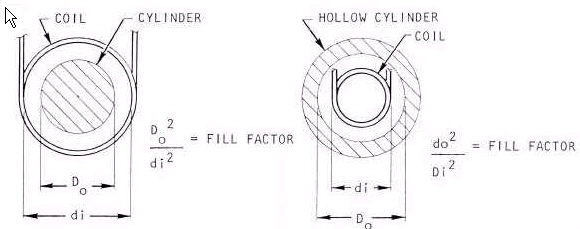 COIL
CYLINDER
Do²
di²
= FILL FACTOR
Do
di
HOLLOW CYLINDER
COIL
do²
Di²
= FILL FACTOR
di
Do